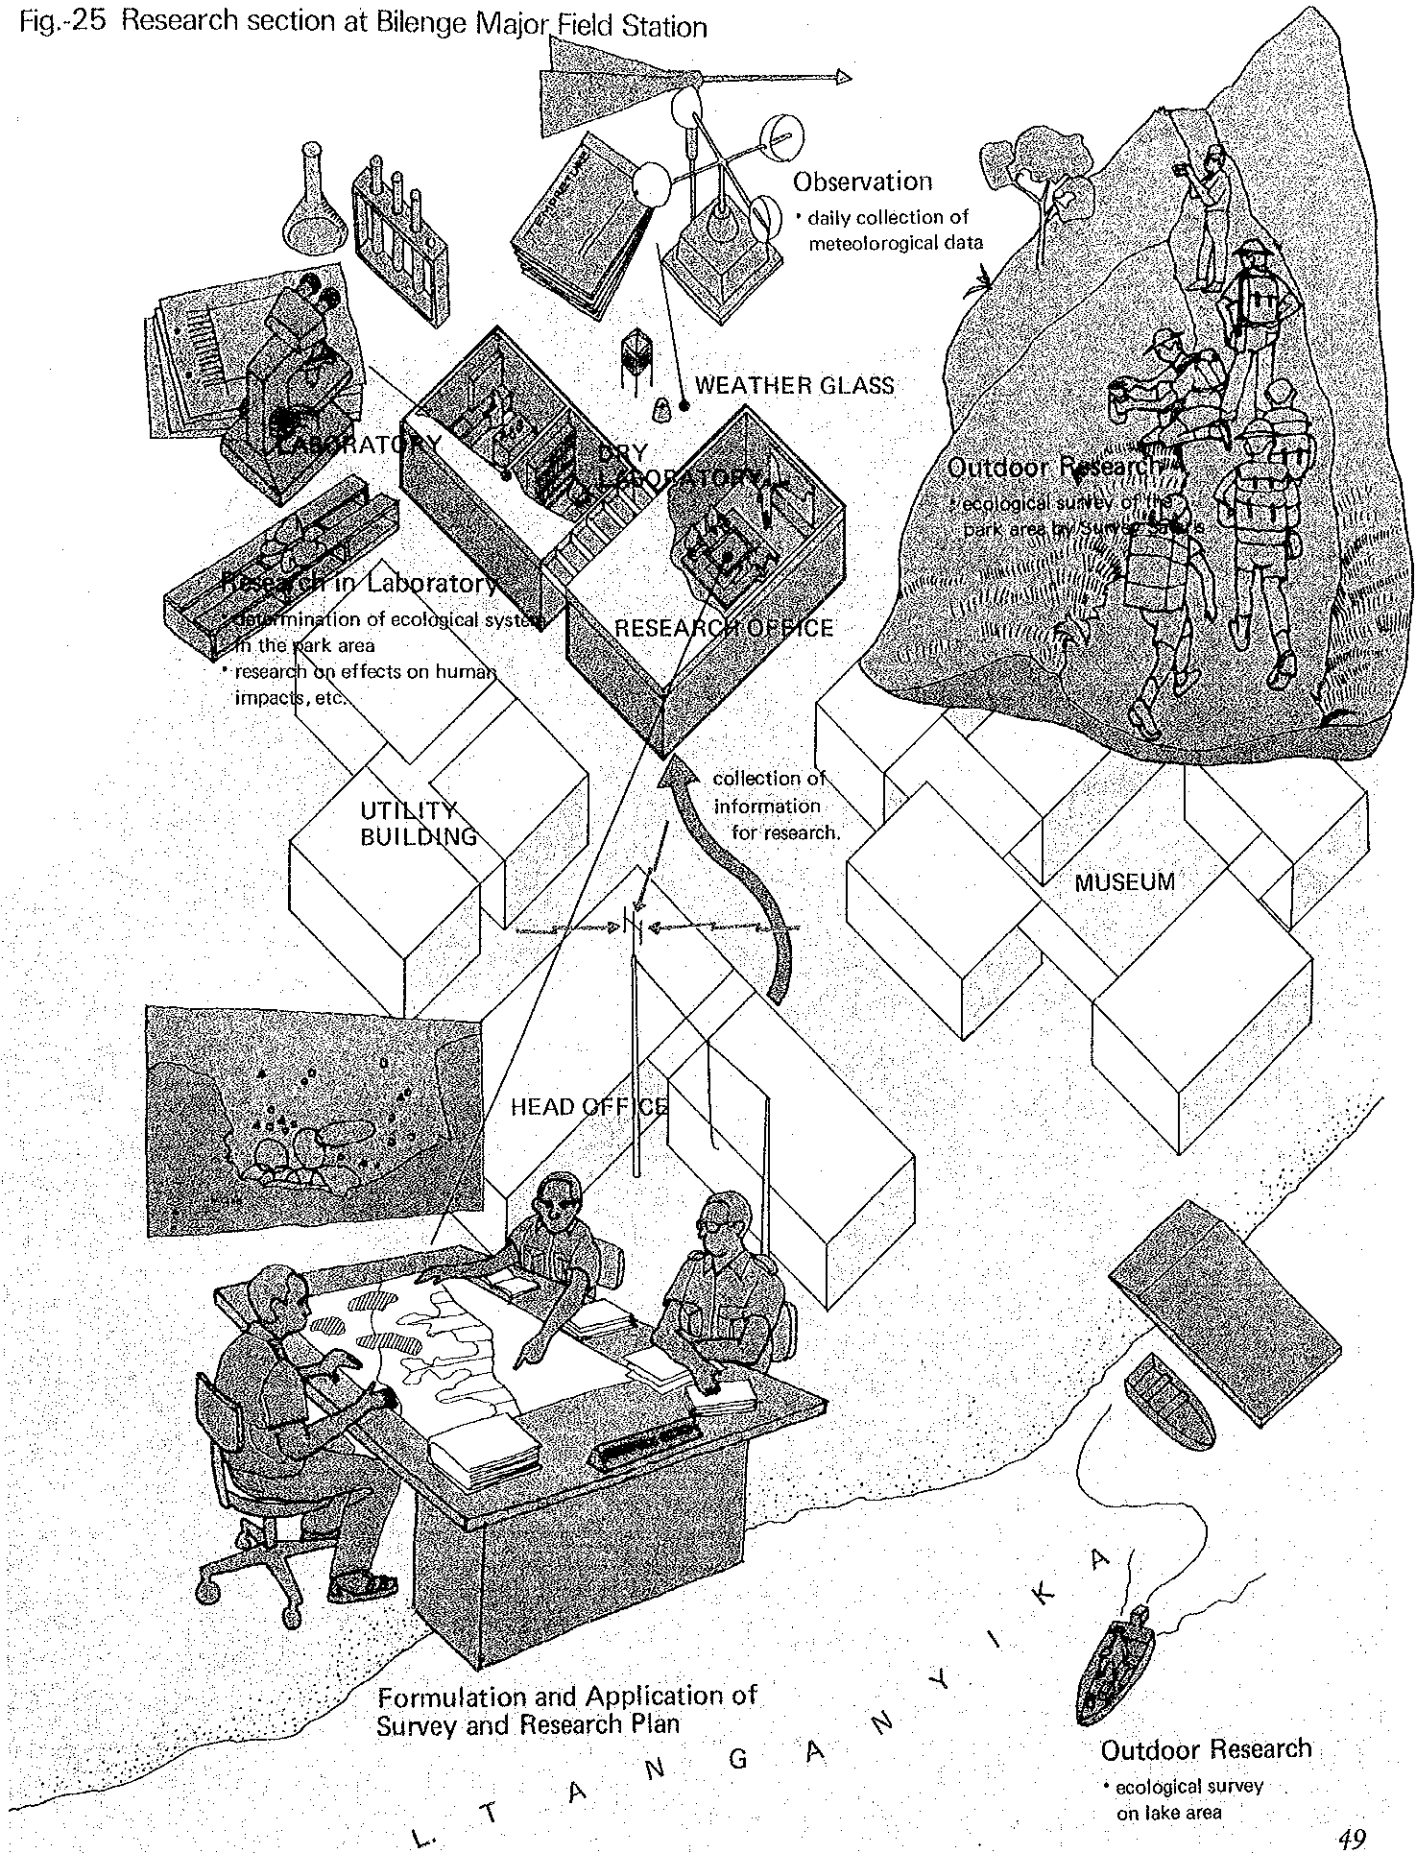 Fig.-25 Research section at Bilenge Major Field Station
Observation
• daily collection of
meteolorogical data
WEATHER GLASS
LABORATORY
DRY
LABORATORY
Outdoor Research
• ecological survey of the
park area by
Research in Laboratory
• determination of ecological system
in the park area
• research on effects on human
impacts, etc.
RESEARCH OFFICE
collection of
information
for research.
UTILITY
BUILDING
MUSEUM
HEAD OFFICE
Formulation and Application of
Survey and Research Plan
L. TANGANYIKA
Outdoor Research
• ecological survey
on lake area
49